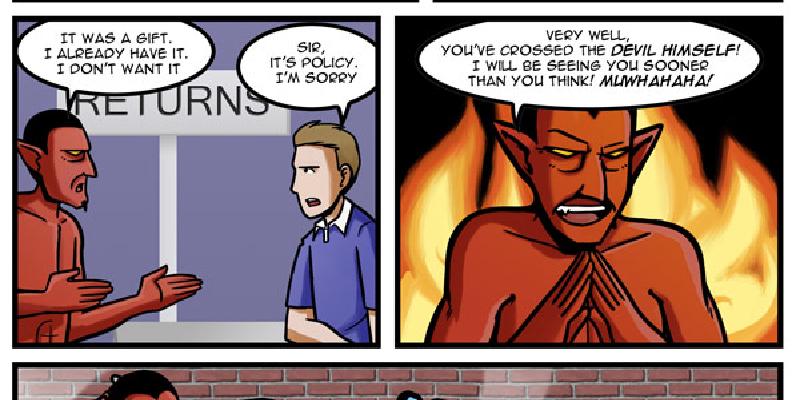 IT WAS A GIFT.
I ALREADY HAVE IT.
I DON'T WANT IT
SIR,
IT'S POLICY.
I'M SORRY
RETURNS
VERY WELL,
YOU'VE CROSSED THE DEVIL HIMSELF!
I WILL BE SEEING YOU SOONER
THAN YOU THINK! MUWHAHAHA!